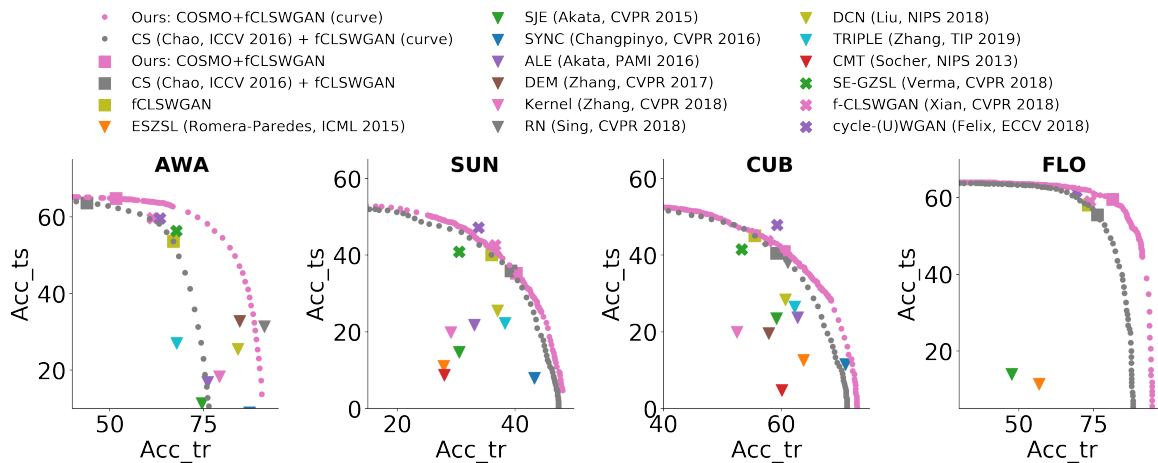 Ours: COSMO+fCLSWGAN (curve)
CS (Chao, ICCV 2016) + fCLSWGAN (curve)
Ours: COSMO+fCLSWGAN
CS (Chao, ICCV 2016) + fCLSWGAN
fCLSWGAN
ESZSL (Romera-Paredes, ICML 2015)
SJE (Akata, CVPR 2015)
SYNC (Changpinyo, CVPR 2016)
ALE (Akata, PAMI 2016)
DEM (Zhang, CVPR 2017)
Kernel (Zhang, CVPR 2018)
RN (Sing, CVPR 2018)
DCN (Liu, NIPS 2018)
TRIPLE (Zhang, TIP 2019)
CMT (Socher, NIPS 2013)
SE-GZSL (Verma, CVPR 2018)
f-CLSWGAN (Xian, CVPR 2018)
cycle-(U)WGAN (Felix, ECCV 2018)
AWA
Acc_ts
60
40
20
50 75
Acc_tr
SUN
Acc_ts
60
40
20
0
20 40
Acc_tr
CUB
Acc_ts
60
40
20
0
40 60
Acc_tr
FLO
Acc_ts
60
40
20
50 75
Acc_tr